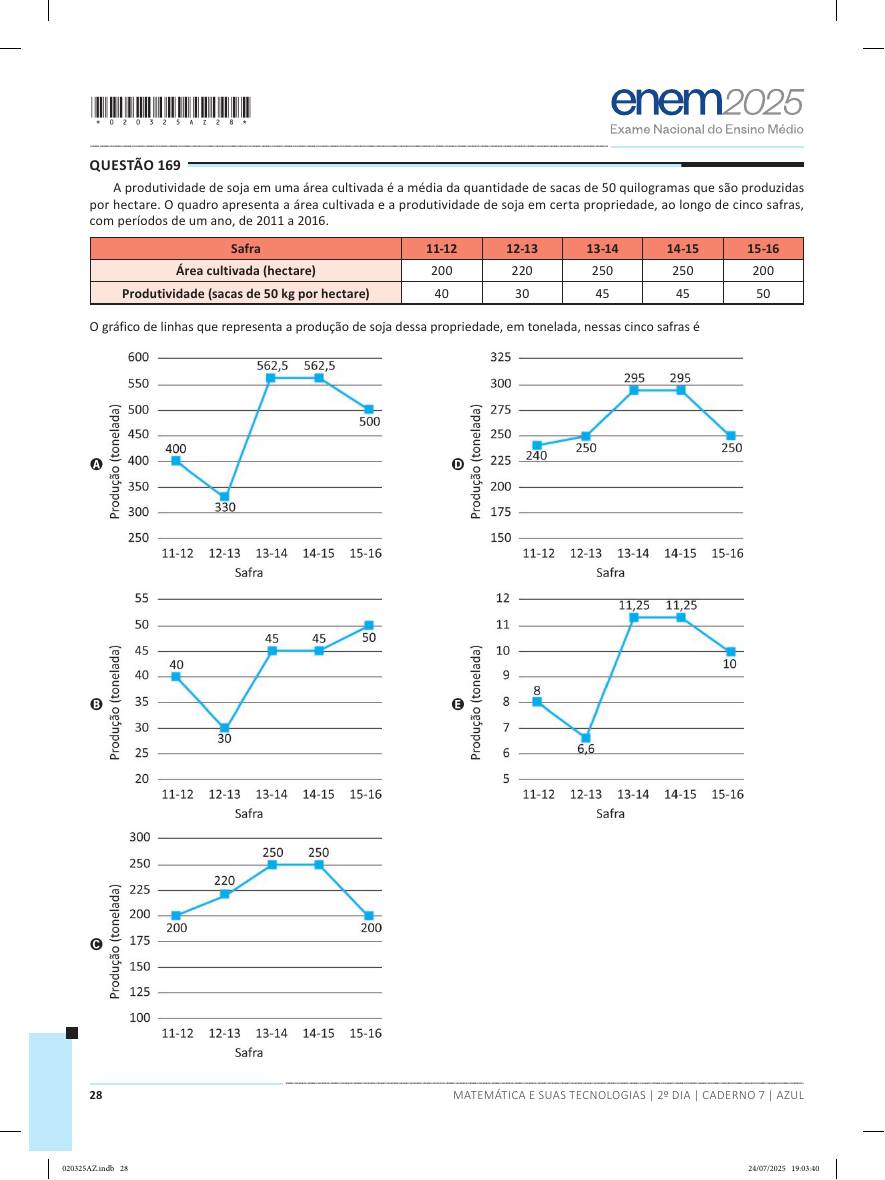 *020325AZ28*
enem2025
Exame Nacional do Ensino Médio
QUESTÃO 169
A produtividade de soja em uma área cultivada é a média da quantidade de sacas de 50 quilogramas que são produzidas
por hectare. O quadro apresenta a área cultivada e a produtividade de soja em certa propriedade, ao longo de cinco safras,
com períodos de um ano, de 2011 a 2016.
Safra 11-12 12-13 13-14 14-15 15-16
Área cultivada (hectare) 200 220 250 250 200
Produtividade (sacas de 50 kg por hectare) 40 30 45 45 50
O gráfico de linhas que representa a produção de soja dessa propriedade, em tonelada, nessas cinco safras é
A
Produção (tonelada)
600
550
500
450
400
350
300
250
400
330
562,5
562,5
500
11-12 12-13 13-14 14-15 15-16
Safra
B
Produção (tonelada)
55
50
45
40
35
30
25
20
40
30
45
45
50
11-12 12-13 13-14 14-15 15-16
Safra
C
Produção (tonelada)
300
250
225
200
175
150
125
100
200
220
250
250
200
11-12 12-13 13-14 14-15 15-16
Safra
D
Produção (tonelada)
325
300
275
250
225
200
175
150
240
250
295
295
250
11-12 12-13 13-14 14-15 15-16
Safra
E
Produção (tonelada)
12
11
10
9
8
7
6
5
8
6,6
11,25
11,25
10
11-12 12-13 13-14 14-15 15-16
Safra
28
MATEMÁTICA E SUAS TECNOLOGIAS | 2º DIA | CADERNO 7 | AZUL
020325AZ.indb 28
24/07/2025 19:03:40